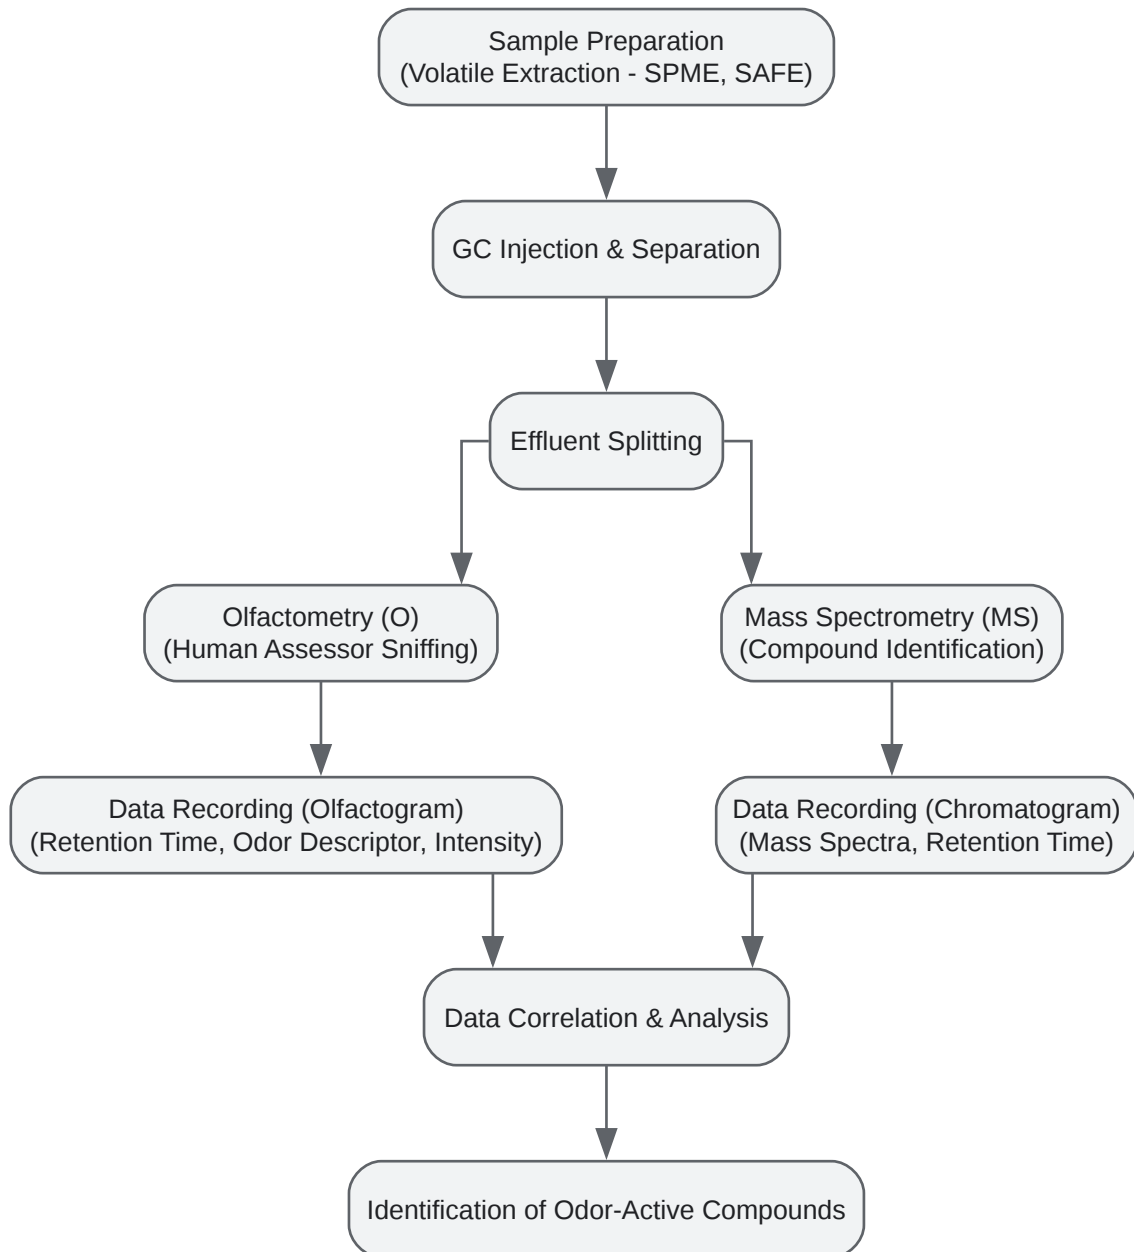 Sample Preparation
(Volatile Extraction - SPME, SAFE)
GC Injection & Separation
Effluent Splitting
Olfactometry (O)
(Human Assessor Sniffing)
Mass Spectrometry (MS)
(Compound Identification)
Data Recording (Olfactogram)
(Retention Time, Odor Descriptor, Intensity)
Data Recording (Chromatogram)
(Mass Spectra, Retention Time)
Data Correlation & Analysis
Identification of Odor-Active Compounds